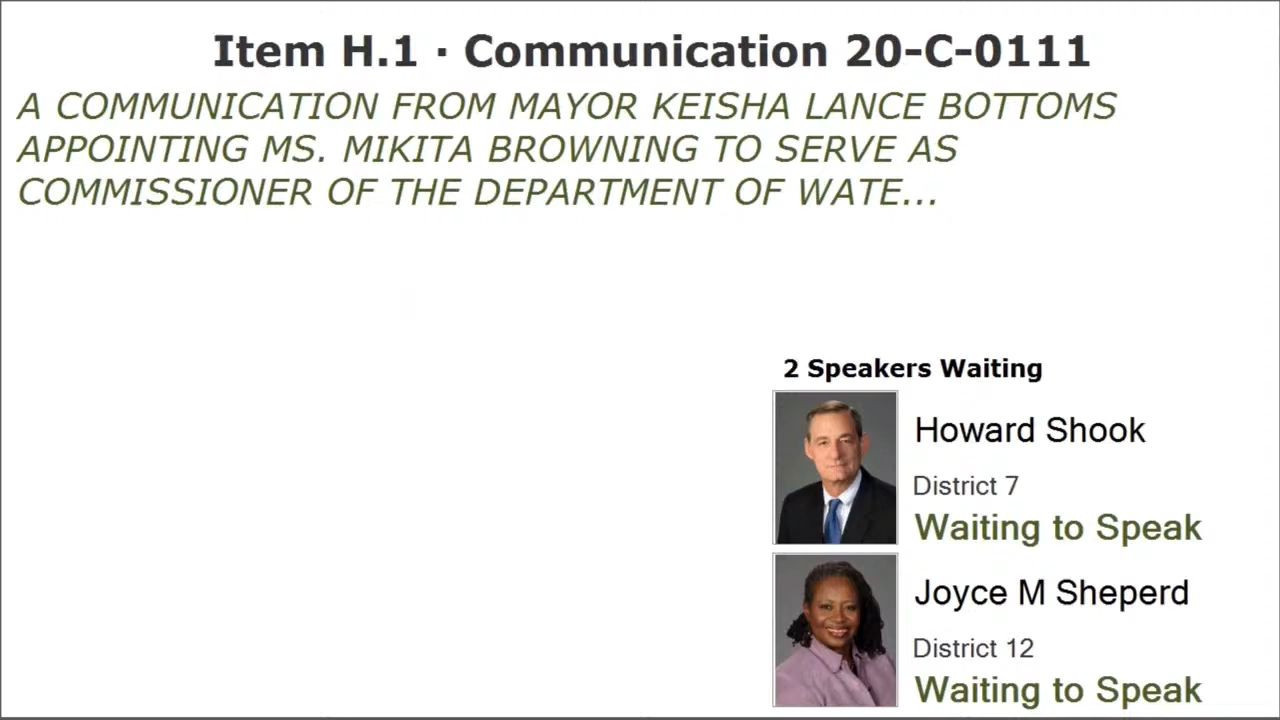 Item H.1 · Communication 20-C-0111
A COMMUNICATION FROM MAYOR KEISHA LANCE BOTTOMS
APPOINTING MS. MIKITA BROWNING TO SERVE AS
COMMISSIONER OF THE DEPARTMENT OF WATE...
2 Speakers Waiting
Howard Shook
District 7
Waiting to Speak
Joyce M Sheperd
District 12
Waiting to Speak